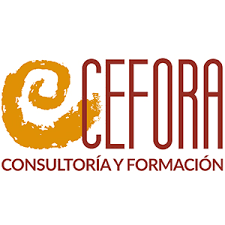 CEFORA
CONSULTORÍA Y FORMACIÓN